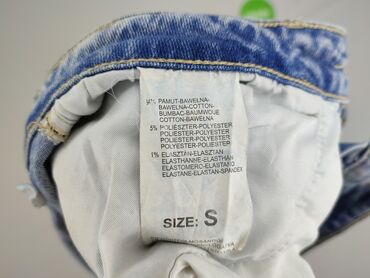 PAMUT-BAWEŁNA-
BAWELNA-COTTON-
BUMBAC-BAUMWOLLE
COTTON-BAWEŁNA
5% POLIÉSZTER-POLYESTER
POLIESTER-POLYESTER
POLIESTER-POLYESTER
POLYESTER-POLYESTER
1% ELASZTÁN-ELASZTAN
ELASTHANNE-ELASTHAN
ELASTOMERO-ELASTANO
ELASTANE-ELASTAN-SPANDEX
SIZE: S